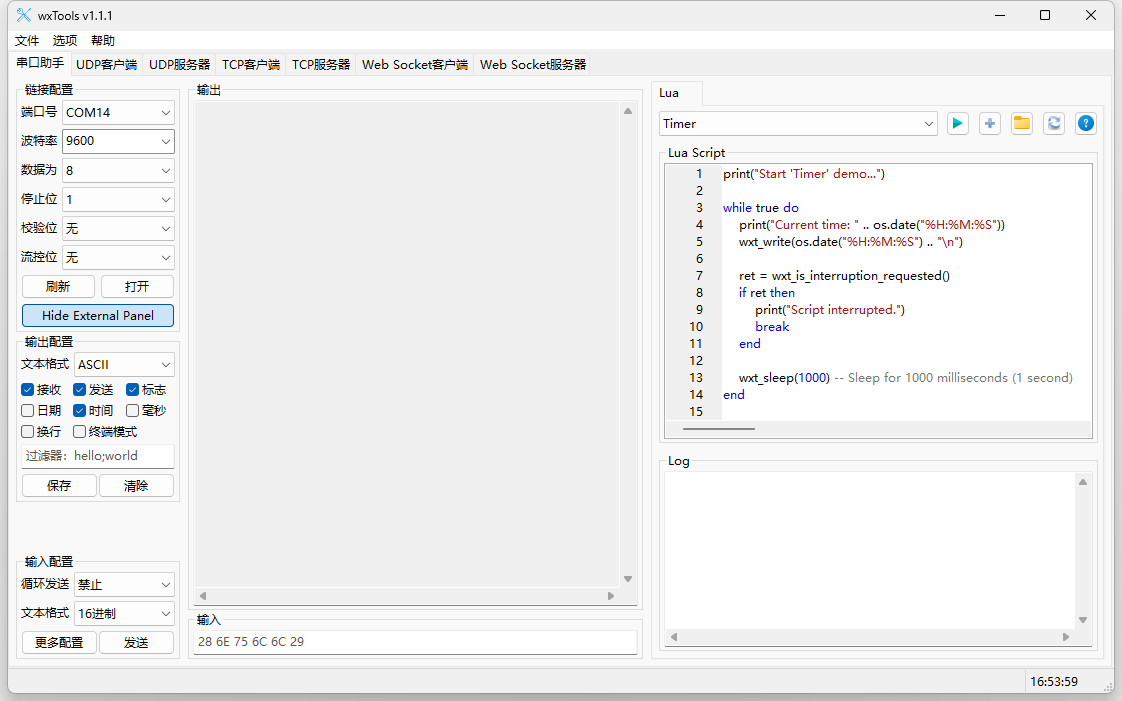 wxTools v1.1.1
文件 选项 帮助
串口助手 UDP客户端 UDP服务器 TCP客户端 TCP服务器 Web Socket客户端 Web Socket服务器
链接配置
端口号 COM14
波特率 9600
数据为 8
停止位 1
校验位 无
流控位 无
刷新 打开
Hide External Panel
输出配置
文本格式 ASCII
接收 发送 标志
日期 时间 毫秒
换行 终端模式
过滤器：hello;world
保存 清除
输入配置
循环发送 禁止
文本格式 16进制
更多配置 发送
输出
输入
28 6E 75 6C 6C 29
Lua
Timer
Lua Script
1 print("Start 'Timer' demo...")
2
3 while true do
4 print("Current time: " .. os.date("%H:%M:%S"))
5 wxt_write(os.date("%H:%M:%S") .. "\n")
6
7 ret = wxt_is_interruption_requested()
8 if ret then
9 print("Script interrupted.")
10 break
11 end
12
13 wxt_sleep(1000) -- Sleep for 1000 milliseconds (1 second)
14 end
15
Log
16:53:59